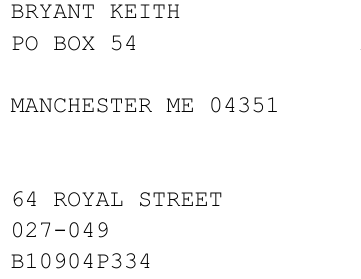 BRYANT KEITH
PO BOX 54
MANCHESTER ME 04351
64 ROYAL STREET
027-049
B10904P334